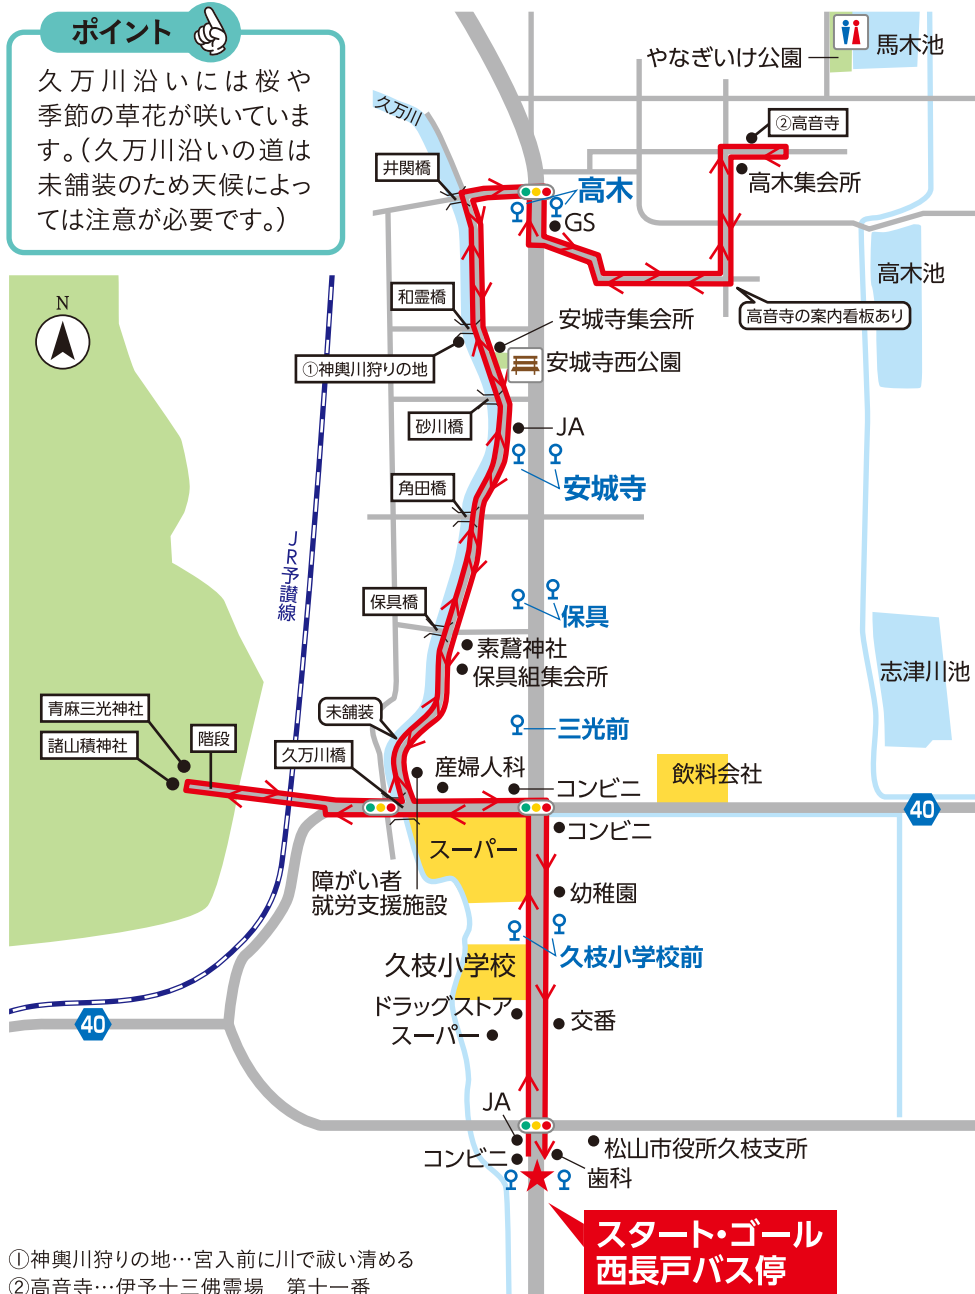 ポイント
久万川沿いには桜や
季節の草花が咲いていま
す。（久万川沿いの道は
未舗装のため天候によっ
ては注意が必要です。）
馬木池
やなぎいけ公園
久万川
②高音寺
井関橋
高木集会所
高木
GS
高木池
和霊橋
高音寺の案内看板あり
N
安城寺集会所
①神輿川狩りの地
安城寺西公園
砂川橋
JA
角田橋
安城寺
JR予讃線
保具橋
保具
素鵞神社
志津川池
保具組集会所
青麻三光神社
未舗装
三光前
諸山積神社
階段
久万川橋
産婦人科
飲料会社
コンビニ
40
コンビニ
スーパー
障がい者
就労支援施設
幼稚園
久枝小学校前
久枝小学校
ドラッグストア
交番
40
スーパー
JA
松山市役所久枝支所
コンビニ
歯科
スタート・ゴール
西長戸バス停
①神輿川狩りの地…宮入前に川で祓い清める
②高音寺…伊予十三佛霊場　第十一番